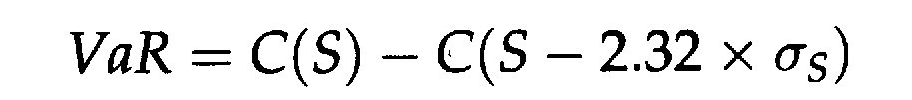 VaR = C(S) − C(S − 2.32 × σ_S)